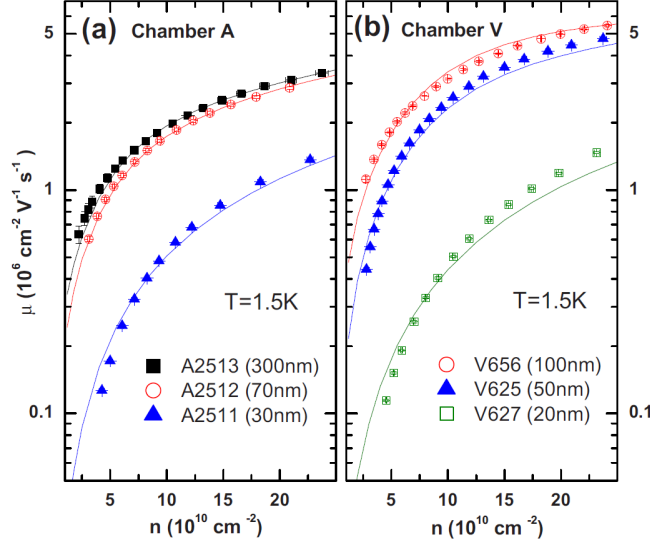 (a) Chamber A
(b) Chamber V
5
1
0.1
μ (10⁶ cm⁻² V⁻¹ s⁻¹)
T=1.5K
T=1.5K
A2513 (300nm)
A2512 (70nm)
A2511 (30nm)
V656 (100nm)
V625 (50nm)
V627 (20nm)
5
1
0.1
5 10 15 20
5 10 15 20
n (10¹⁰ cm⁻²)
n (10¹⁰ cm⁻²)